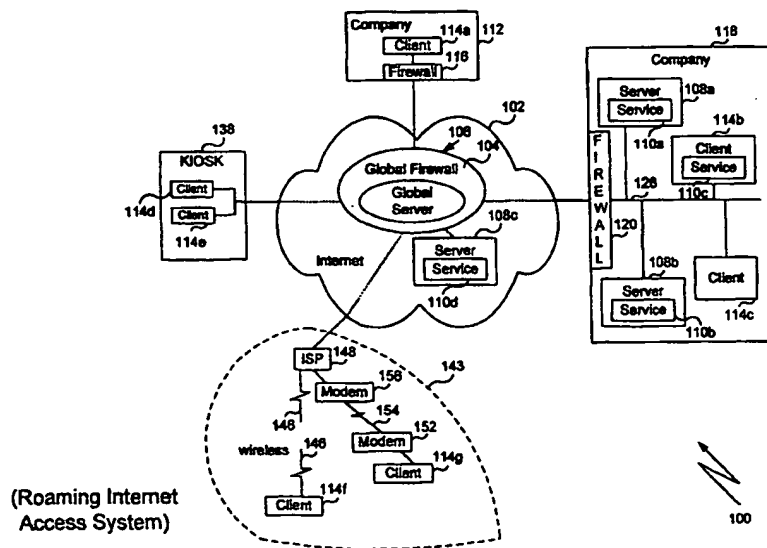 Company
114a
112
Client
Firewall
116
118
Company
Server
108a
Service
110a
114b
Client
Service
110c
126
FIREWALL
120
108b
Server
Service
110b
Client
114c
138
KIOSK
Client
114d
Client
114e
102
106
104
Global Firewall
Global
Server
108c
Internet
Server
Service
110d
ISP
148
143
156
Modem
146
154
152
Modem
wireless
146
114g
Client
114f
Client
(Roaming Internet
Access System)
100